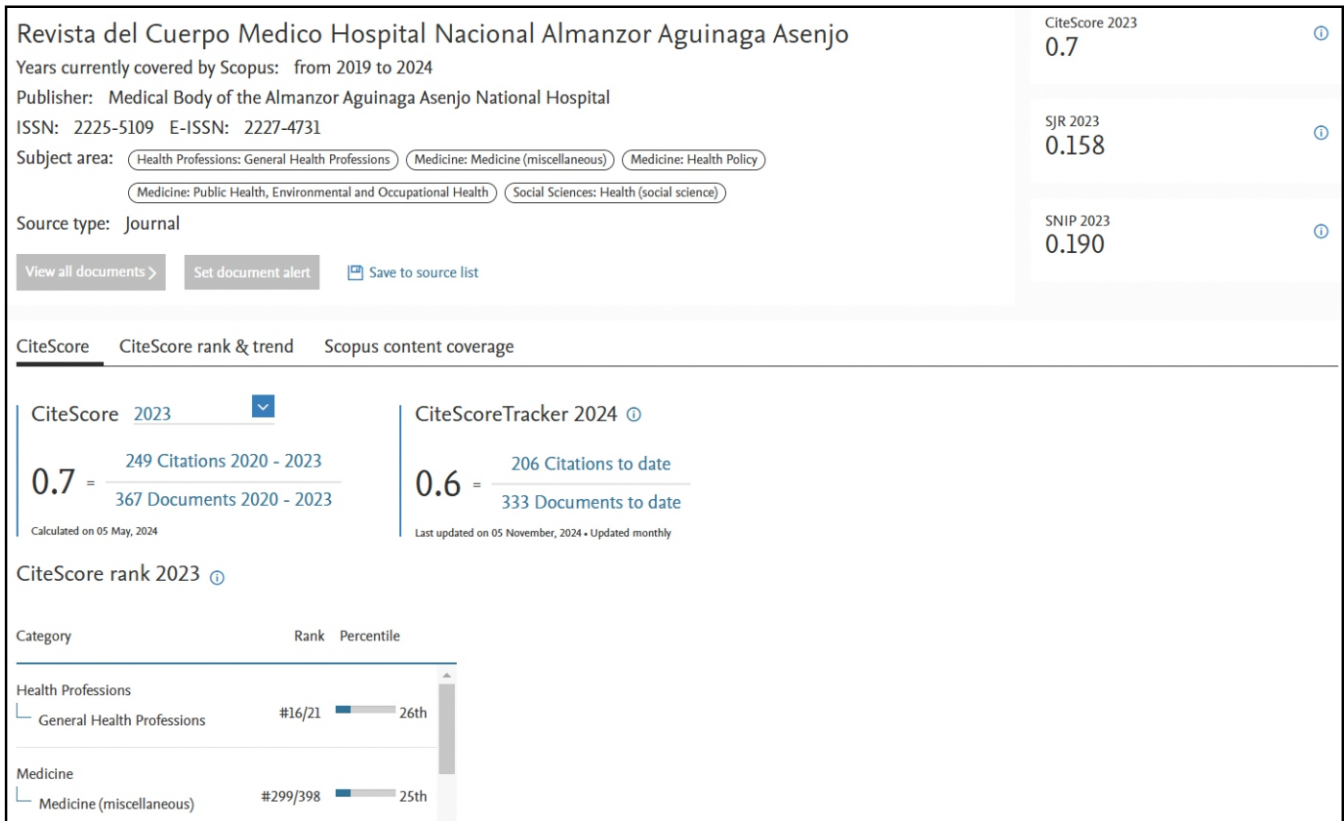 Revista del Cuerpo Medico Hospital Nacional Almanzor Aguinaga Asenjo
Years currently covered by Scopus: from 2019 to 2024
Publisher: Medical Body of the Almanzor Aguinaga Asenjo National Hospital
ISSN: 2225-5109 E-ISSN: 2227-4731
Subject area: Health Professions: General Health Professions Medicine: Medicine (miscellaneous) Medicine: Health Policy
Medicine: Public Health, Environmental and Occupational Health Social Sciences: Health (social science)
Source type: Journal
View all documents > Set document alert Save to source list
CiteScore 2023
0.7
SJR 2023
0.158
SNIP 2023
0.190
CiteScore CiteScore rank & trend Scopus content coverage
CiteScore 2023
0.7 =
249 Citations 2020 - 2023
367 Documents 2020 - 2023
Calculated on 05 May, 2024
CiteScoreTracker 2024
0.6 =
206 Citations to date
333 Documents to date
Last updated on 05 November, 2024 • Updated monthly
CiteScore rank 2023
Category Rank Percentile
Health Professions
General Health Professions #16/21 26th
Medicine
Medicine (miscellaneous) #299/398 25th